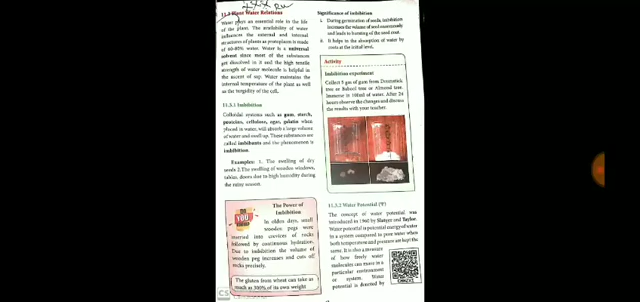 11.3 Plant Water Relations
Water plays an essential role in the life
of the plant. The availability of water
influences the external and internal
structures of plants as protoplasm is made
of 60-80% water. Water is a universal
solvent since most of the substances
get dissolved in it and the high tensile
strength of water molecule is helpful in
the ascent of sap. Water maintains the
internal temperature of the plant as well
as the turgidity of the cell.
11.3.1 Imbibition
Colloidal systems such as gum, starch,
proteins, cellulose, agar, gelatin when
placed in water, will absorb a large volume
of water and swell up. These substances are
called imbibants and the phenomenon is
imbibition.
Examples: 1. The swelling of dry
seeds 2. The swelling of wooden windows,
tables, doors due to high humidity during
the rainy season.
YOU
The Power of
Imbibition
In olden days, small
wooden pegs were
inserted into crevices of rocks
followed by continuous hydration.
Due to imbibition the volume of
wooden peg increases and cuts off
rocks precisely.
The gluten from wheat can take as
much as 300% of its own weight
Significance of imbibition
i. During germination of seeds, imbibition
increases the volume of seed enormously
and leads to bursting of the seed coat.
ii. It helps in the absorption of water by
roots at the initial level.
Activity
Imbibition experiment
Collect 5 gm of gum from Drumstick
tree or Babool tree or Almond tree.
Immerse in 100ml of water. After 24
hours observe the changes and discuss
the results with your teacher.
11.3.2 Water Potential (Ψ)
The concept of water potential was
introduced in 1960 by Slatyer and Taylor.
Water potential is potential energy of water
in a system compared to pure water when
both temperature and pressure are kept the
same. It is also a measure
of how freely water
molecules can move in a
particular environment
or system. Water
potential is denoted by
CS